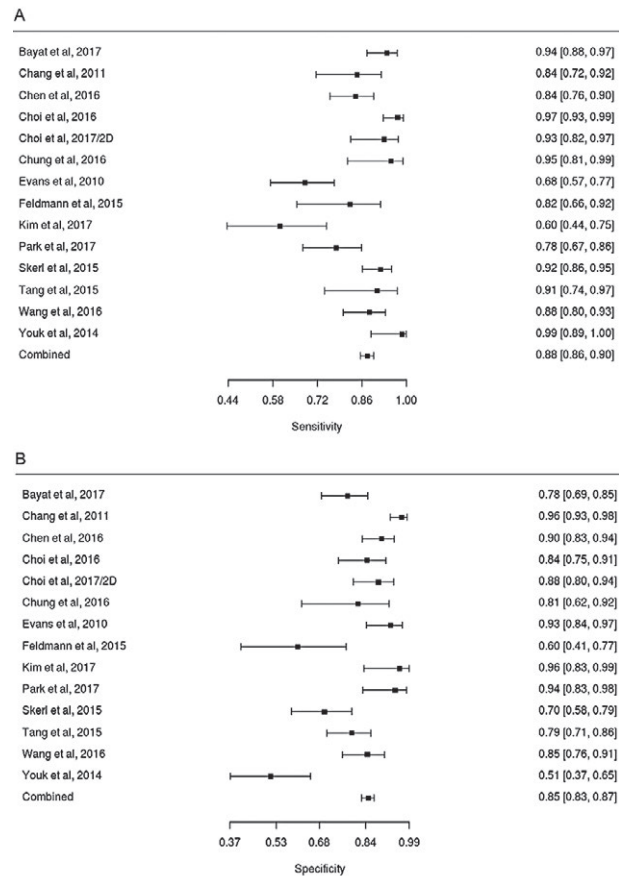 A
Bayat et al, 2017 0.94 [0.88, 0.97]
Chang et al, 2011 0.84 [0.72, 0.92]
Chen et al, 2016 0.84 [0.76, 0.90]
Choi et al, 2016 0.97 [0.93, 0.99]
Choi et al, 2017/2D 0.93 [0.82, 0.97]
Chung et al, 2016 0.95 [0.81, 0.99]
Evans et al, 2010 0.68 [0.57, 0.77]
Feldmann et al, 2015 0.82 [0.66, 0.92]
Kim et al, 2017 0.60 [0.44, 0.75]
Park et al, 2017 0.78 [0.67, 0.86]
Skerl et al, 2015 0.92 [0.86, 0.95]
Tang et al, 2015 0.91 [0.74, 0.97]
Wang et al, 2016 0.88 [0.80, 0.93]
Youk et al, 2014 0.99 [0.89, 1.00]
Combined 0.88 [0.86, 0.90]
0.44 0.58 0.72 0.86 1.00
Sensitivity
B
Bayat et al, 2017 0.78 [0.69, 0.85]
Chang et al, 2011 0.96 [0.93, 0.98]
Chen et al, 2016 0.90 [0.83, 0.94]
Choi et al, 2016 0.84 [0.75, 0.91]
Choi et al, 2017/2D 0.88 [0.80, 0.94]
Chung et al, 2016 0.81 [0.62, 0.92]
Evans et al, 2010 0.93 [0.84, 0.97]
Feldmann et al, 2015 0.60 [0.41, 0.77]
Kim et al, 2017 0.96 [0.83, 0.99]
Park et al, 2017 0.94 [0.83, 0.98]
Skerl et al, 2015 0.70 [0.58, 0.79]
Tang et al, 2015 0.79 [0.71, 0.86]
Wang et al, 2016 0.85 [0.76, 0.91]
Youk et al, 2014 0.51 [0.37, 0.65]
Combined 0.85 [0.83, 0.87]
0.37 0.52 0.68 0.84 0.99
Specificity